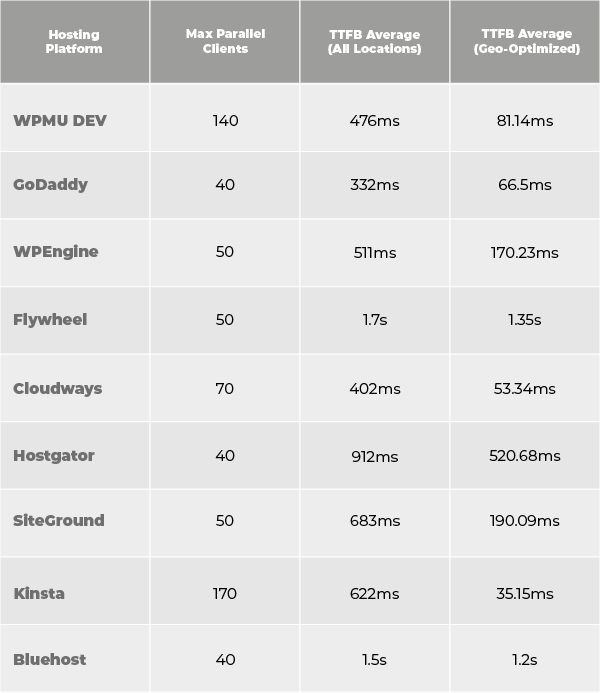 Hosting Platform Max Parallel Clients TTFB Average (All Locations) TTFB Average (Geo-Optimized)
WPMU DEV 140 476ms 81.14ms
GoDaddy 40 332ms 66.5ms
WPEngine 50 511ms 170.23ms
Flywheel 50 1.7s 1.35s
Cloudways 70 402ms 53.34ms
Hostgator 40 912ms 520.68ms
SiteGround 50 683ms 190.09ms
Kinsta 170 622ms 35.15ms
Bluehost 40 1.5s 1.2s